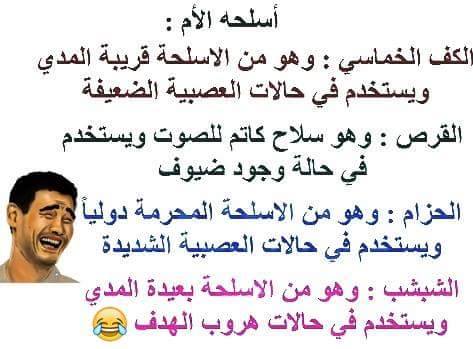 أسلحه الأم :
الكف الخماسي : وهو من الاسلحة قريبة المدي
ويستخدم في حالات العصبية الضعيفة
القرص : وهو سلاح كاتم للصوت ويستخدم
في حالة وجود ضيوف
الحزام : وهو من الاسلحة المحرمة دولياً
ويستخدم في حالات العصبية الشديدة
الشبشب : وهو من الاسلحة بعيدة المدي
ويستخدم في حالات هروب الهدف 😂